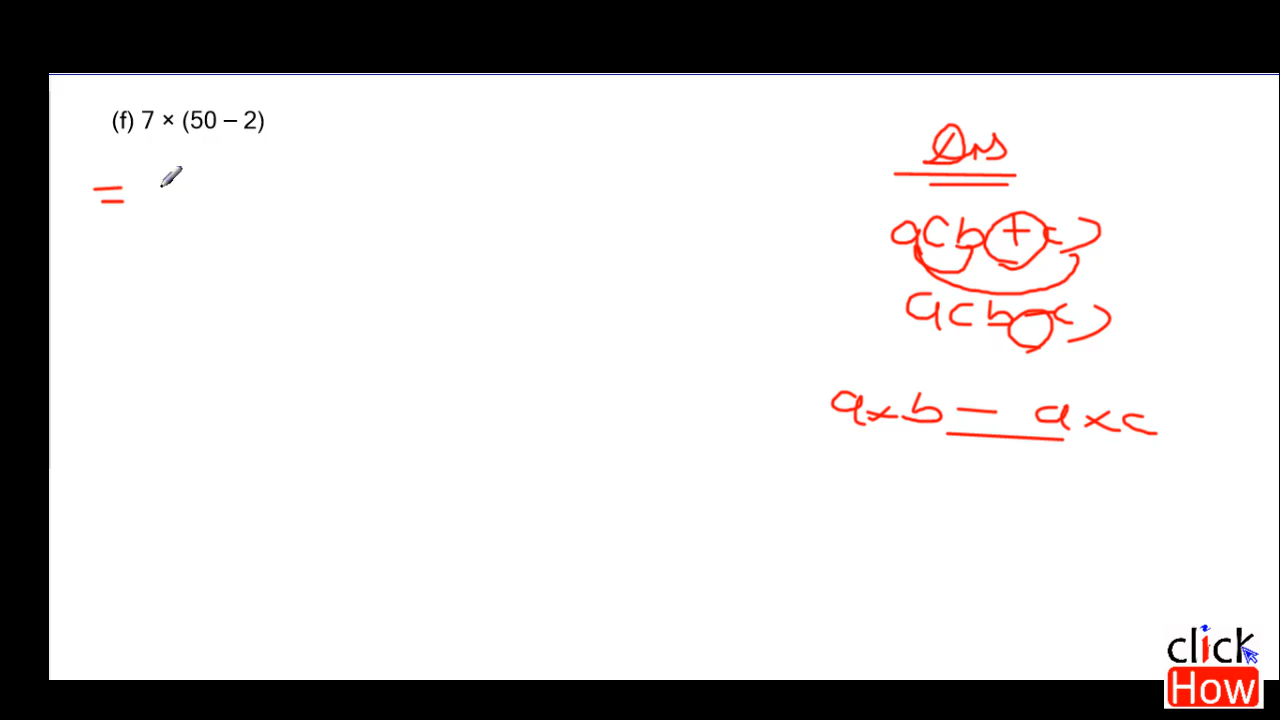 (f) 7 × (50 – 2)
=
Ans
a(b + c)
a(b - c)
a×b — a×c
click
How